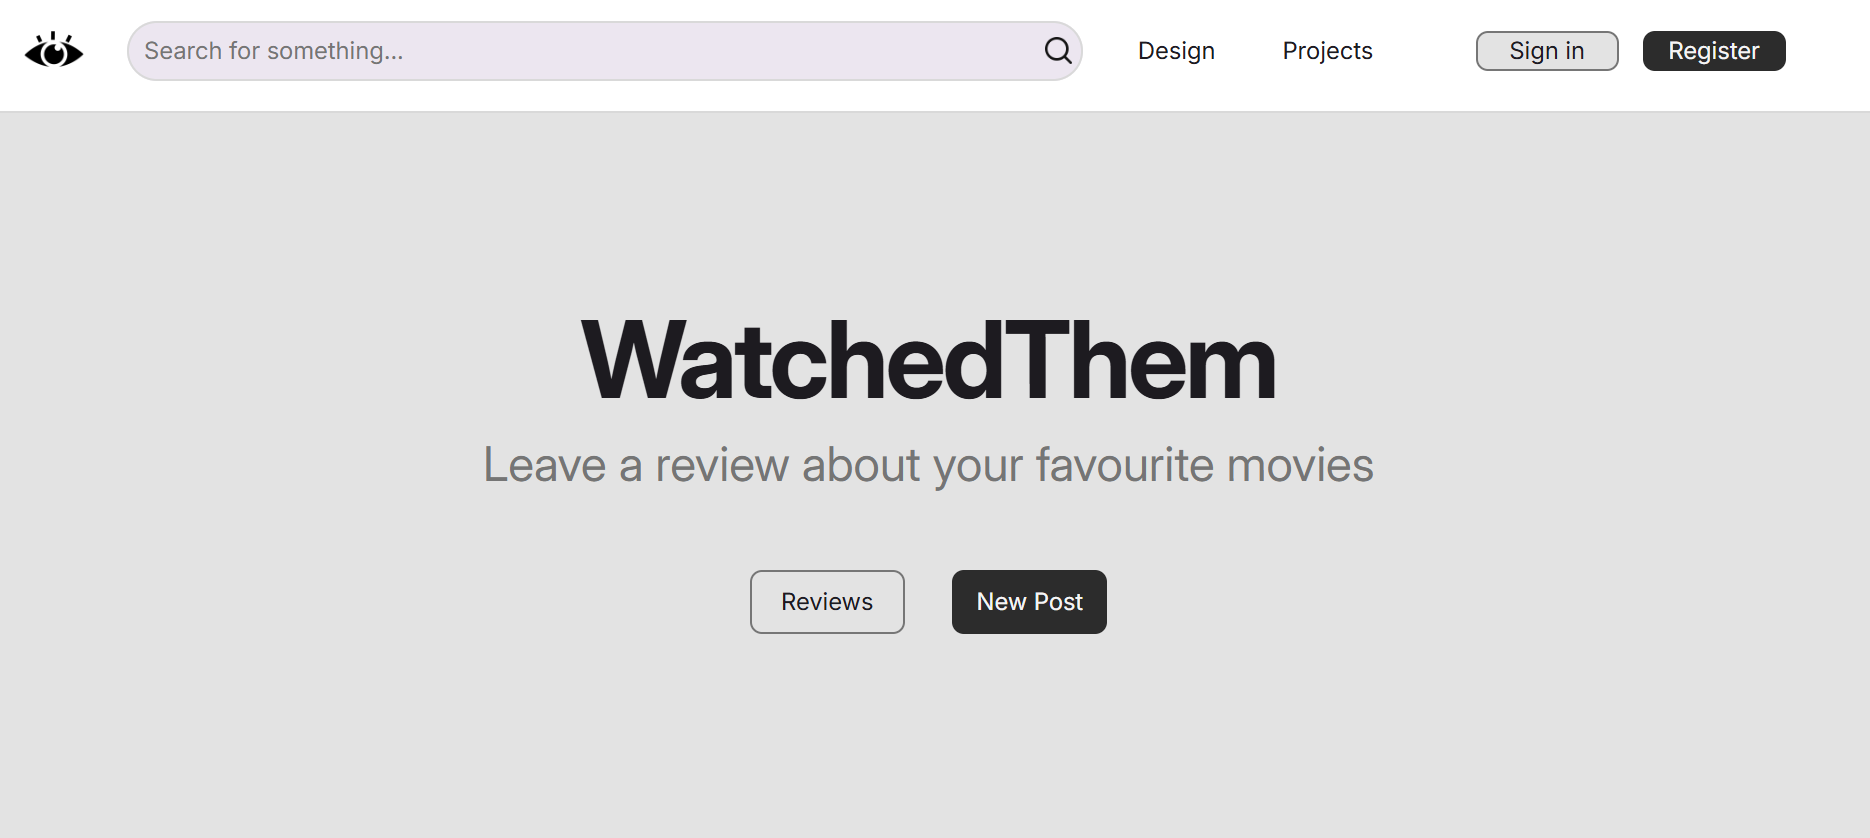 Search for something... Design Projects Sign in Register
WatchedThem
Leave a review about your favourite movies
Reviews New Post